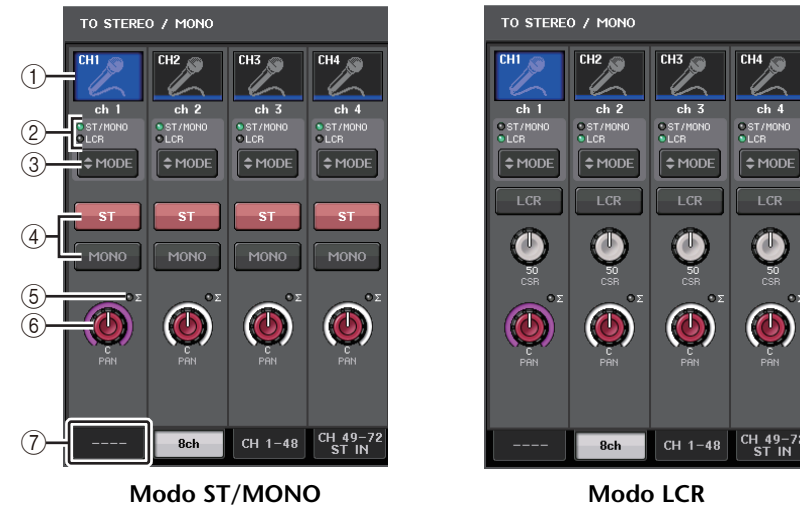 TO STEREO / MONO
① CH1 CH2 CH3 CH4
ch 1 ch 2 ch 3 ch 4
② ST/MONO ST/MONO ST/MONO ST/MONO
LCR LCR LCR LCR
③ MODE MODE MODE MODE
④ ST ST ST ST
MONO MONO MONO MONO
⑤ Σ Σ Σ Σ
⑥ C C C C
PAN PAN PAN PAN
⑦ ---- 8ch CH 1-48 CH 49-72
ST IN
Modo ST/MONO
TO STEREO / MONO
CH1 CH2 CH3 CH4
ch 1 ch 2 ch 3 ch 4
ST/MONO ST/MONO ST/MONO ST/MONO
LCR LCR LCR LCR
MODE MODE MODE MODE
LCR LCR LCR LCR
50 50 50 50
CSR CSR CSR CSR
Σ Σ Σ Σ
C C C C
PAN PAN PAN PAN
---- 8ch CH 1-48 CH 49-72
ST IN
Modo LCR